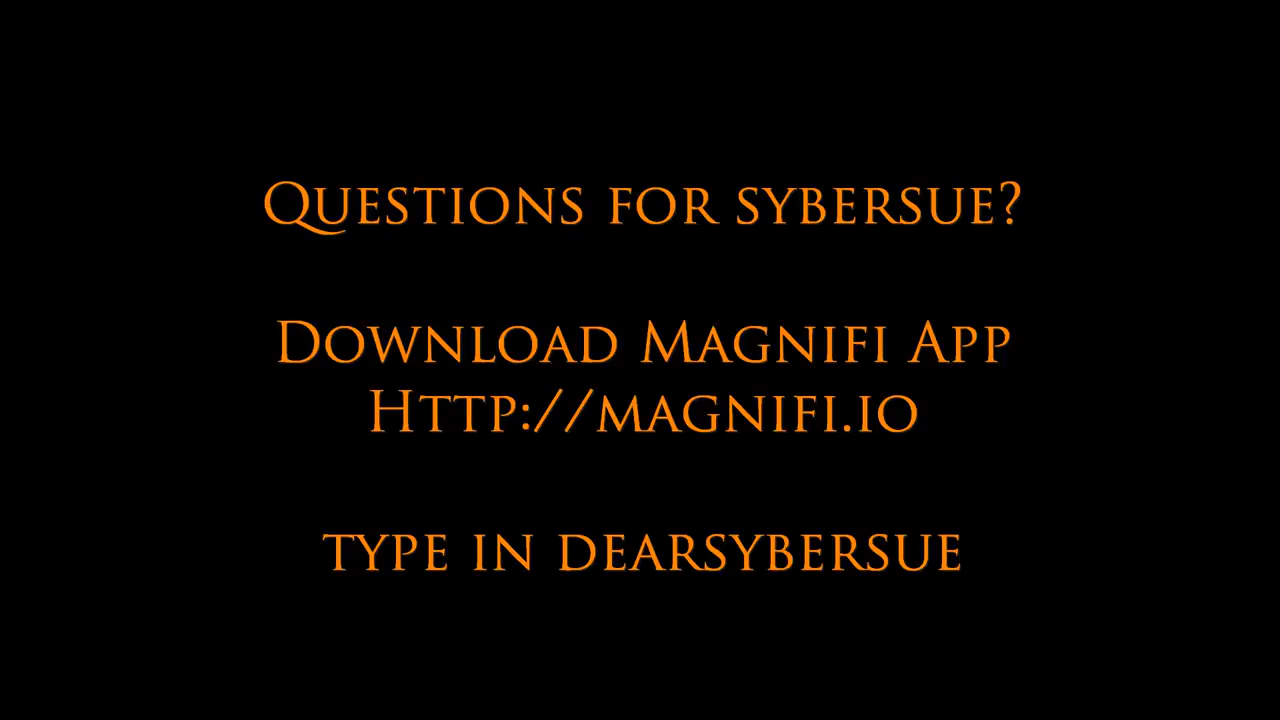 Questions for sybersue?
Download Magnifi App
Http://magnifi.io
type in dearsybersue